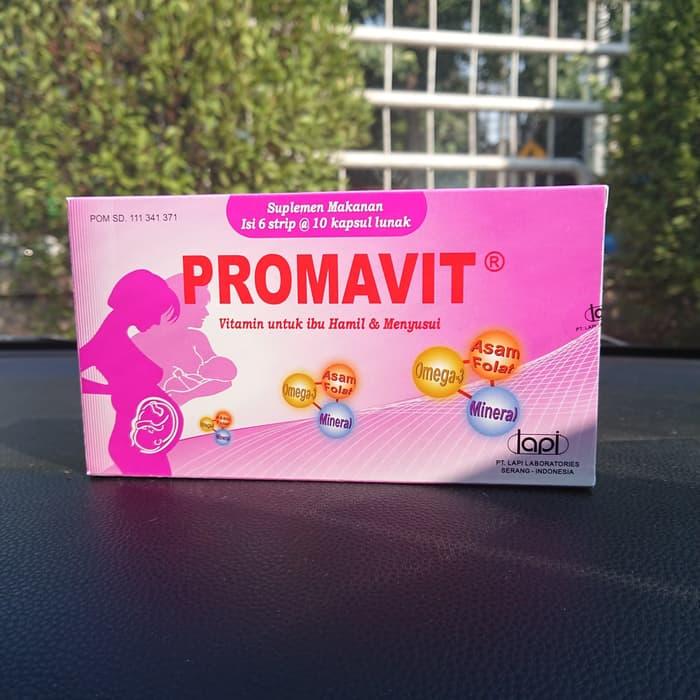 POM SD. 111 341 371
Suplemen Makanan
Isi 6 strip @ 10 kapsul lunak
PROMAVIT®
Vitamin untuk ibu Hamil & Menyusui
Omega-3
Asam
Folat
Mineral
Omega-3
Asam
Folat
Mineral
lapi
PT. LAPI LABORATORIES
SERANG - INDONESIA